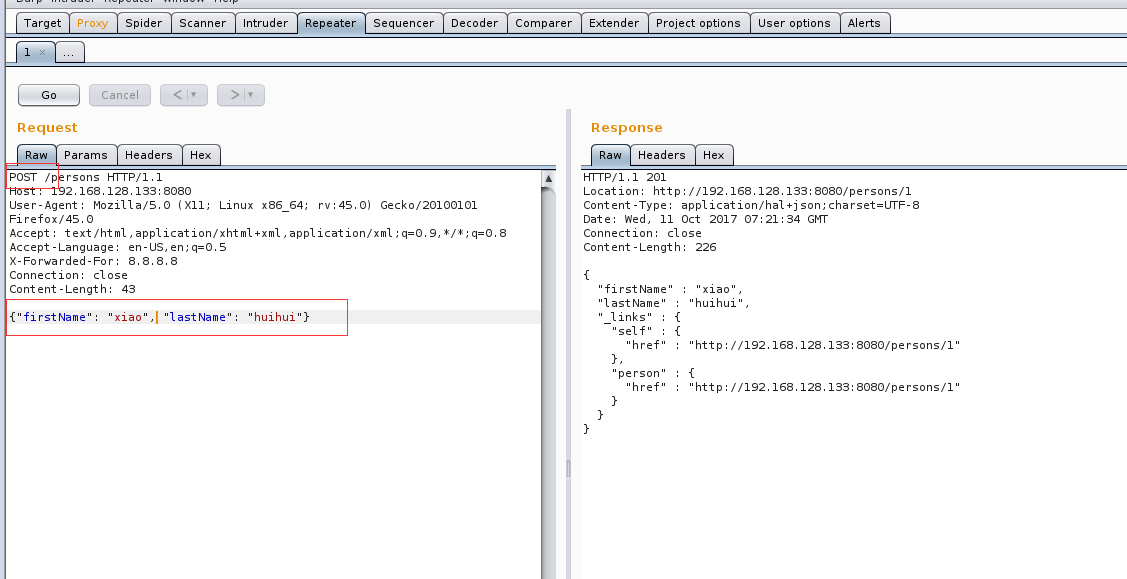 Burp Intruder Repeater Window Help
Target Proxy Spider Scanner Intruder Repeater Sequencer Decoder Comparer Extender Project options User options Alerts
1 × ...
Go Cancel < ▼ > ▼
Request
Raw Params Headers Hex
POST /persons HTTP/1.1
Host: 192.168.128.133:8080
User-Agent: Mozilla/5.0 (X11; Linux x86_64; rv:45.0) Gecko/20100101
Firefox/45.0
Accept: text/html,application/xhtml+xml,application/xml;q=0.9,*/*;q=0.8
Accept-Language: en-US,en;q=0.5
X-Forwarded-For: 8.8.8.8
Connection: close
Content-Length: 43
{"firstName": "xiao", "lastName": "huihui"}
Response
Raw Headers Hex
HTTP/1.1 201
Location: http://192.168.128.133:8080/persons/1
Content-Type: application/hal+json;charset=UTF-8
Date: Wed, 11 Oct 2017 07:21:34 GMT
Connection: close
Content-Length: 226
{
  "firstName" : "xiao",
  "lastName" : "huihui",
  "_links" : {
    "self" : {
      "href" : "http://192.168.128.133:8080/persons/1"
    },
    "person" : {
      "href" : "http://192.168.128.133:8080/persons/1"
    }
  }
}